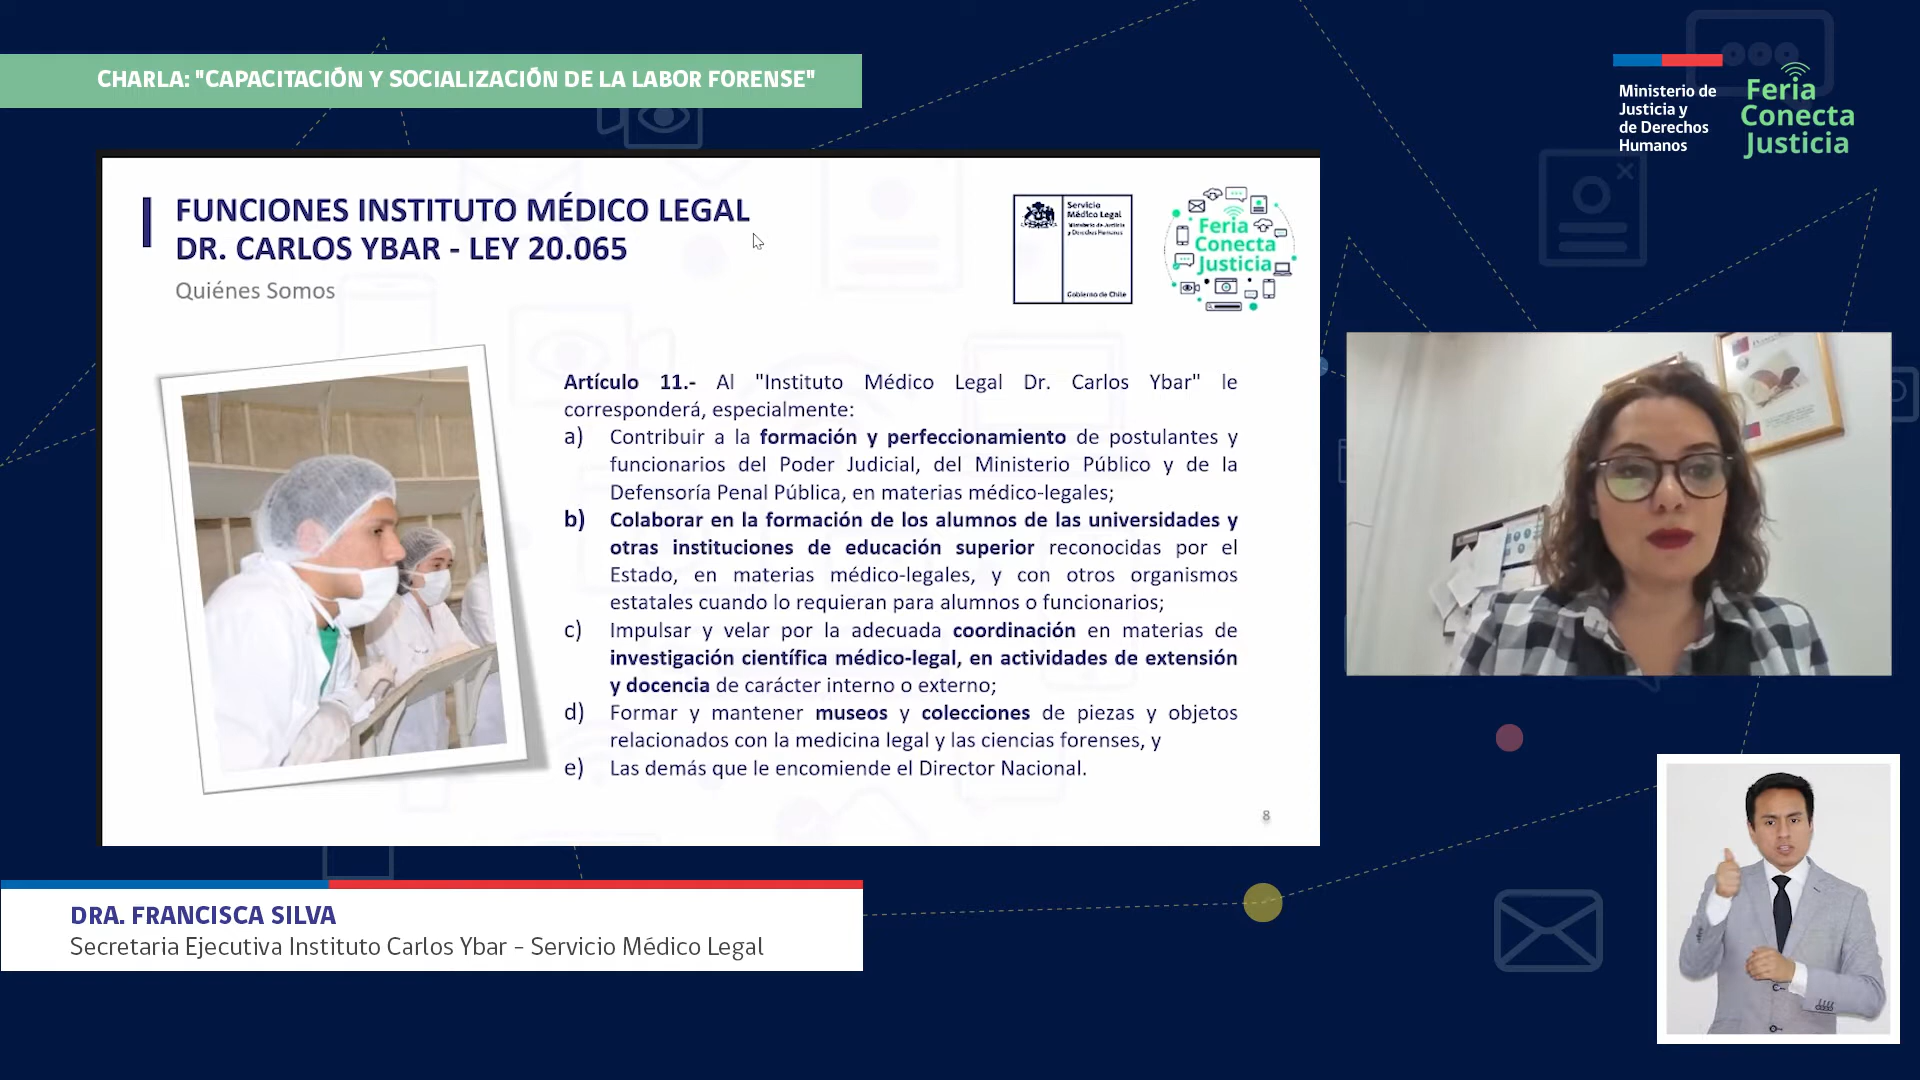 CHARLA: "CAPACITACIÓN Y SOCIALIZACIÓN DE LA LABOR FORENSE"
Ministerio de
Justicia y
de Derechos
Humanos
Feria
Conecta
Justicia
FUNCIONES INSTITUTO MÉDICO LEGAL
DR. CARLOS YBAR - LEY 20.065
Quiénes Somos
Servicio
Médico Legal
Ministerio de Justicia
y Derechos Humanos
Gobierno de Chile
Feria
Conecta
Justicia
Artículo 11.- Al "Instituto Médico Legal Dr. Carlos Ybar" le
corresponderá, especialmente:
a) Contribuir a la formación y perfeccionamiento de postulantes y
funcionarios del Poder Judicial, del Ministerio Público y de la
Defensoría Penal Pública, en materias médico-legales;
b) Colaborar en la formación de los alumnos de las universidades y
otras instituciones de educación superior reconocidas por el
Estado, en materias médico-legales, y con otros organismos
estatales cuando lo requieran para alumnos o funcionarios;
c) Impulsar y velar por la adecuada coordinación en materias de
investigación científica médico-legal, en actividades de extensión
y docencia de carácter interno o externo;
d) Formar y mantener museos y colecciones de piezas y objetos
relacionados con la medicina legal y las ciencias forenses, y
e) Las demás que le encomiende el Director Nacional.
8
DRA. FRANCISCA SILVA
Secretaria Ejecutiva Instituto Carlos Ybar – Servicio Médico Legal